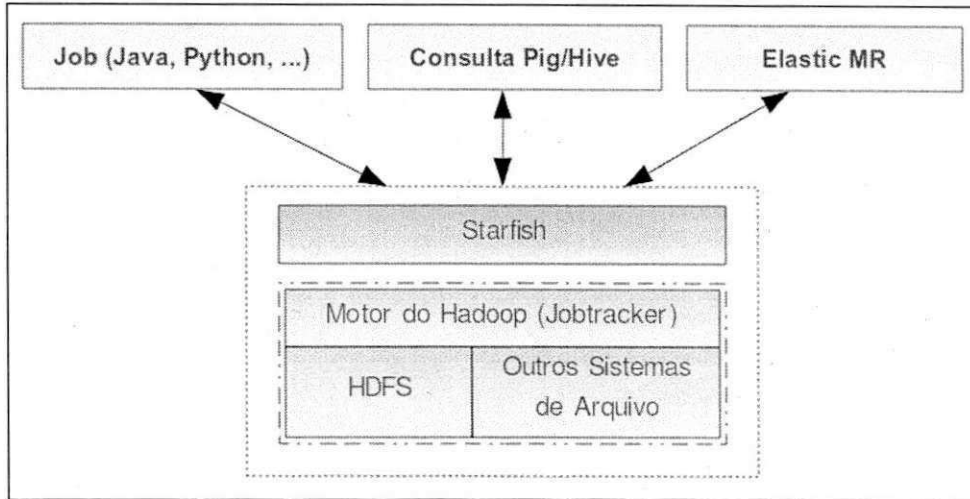 Job (Java, Python, ...)
Consulta Pig/Hive
Elastic MR
Starfish
Motor do Hadoop (Jobtracker)
HDFS
Outros Sistemas
de Arquivo